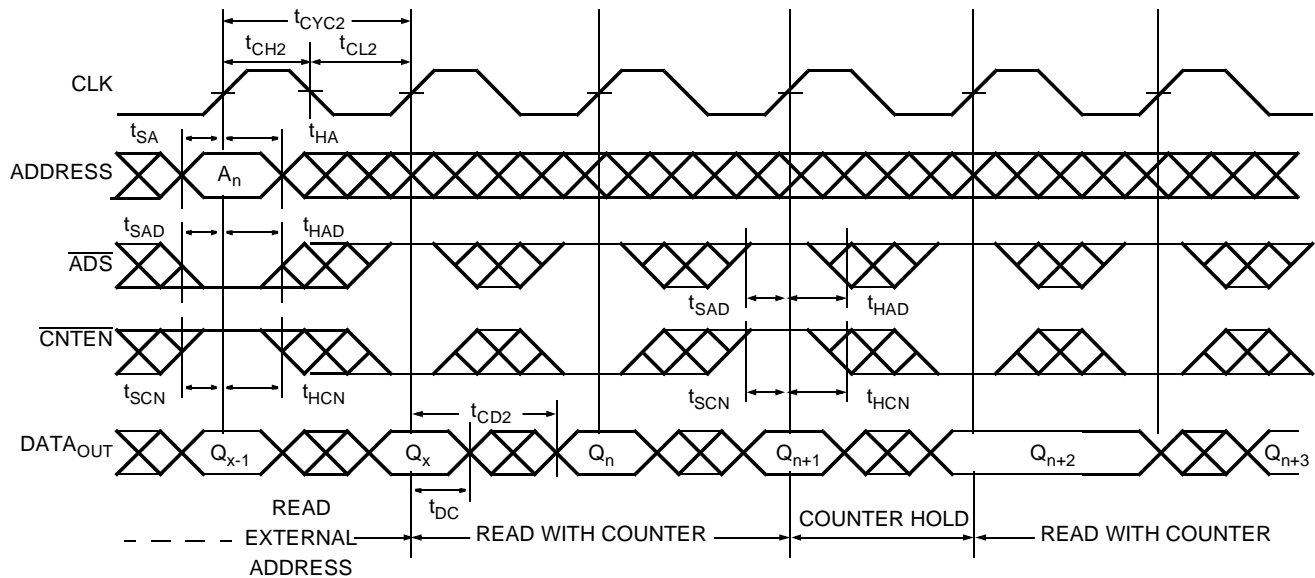 tCYC2
tCH2
tCL2
CLK
tSA
tHA
ADDRESS
An
tSAD
tHAD
ADS
tSAD
tHAD
CNTEN
tSCN
tHCN
tSCN
tHCN
tCD2
DATAOUT
Qx-1
Qx
Qn
Qn+1
Qn+2
Qn+3
tDC
READ
EXTERNAL
ADDRESS
READ WITH COUNTER
COUNTER HOLD
READ WITH COUNTER